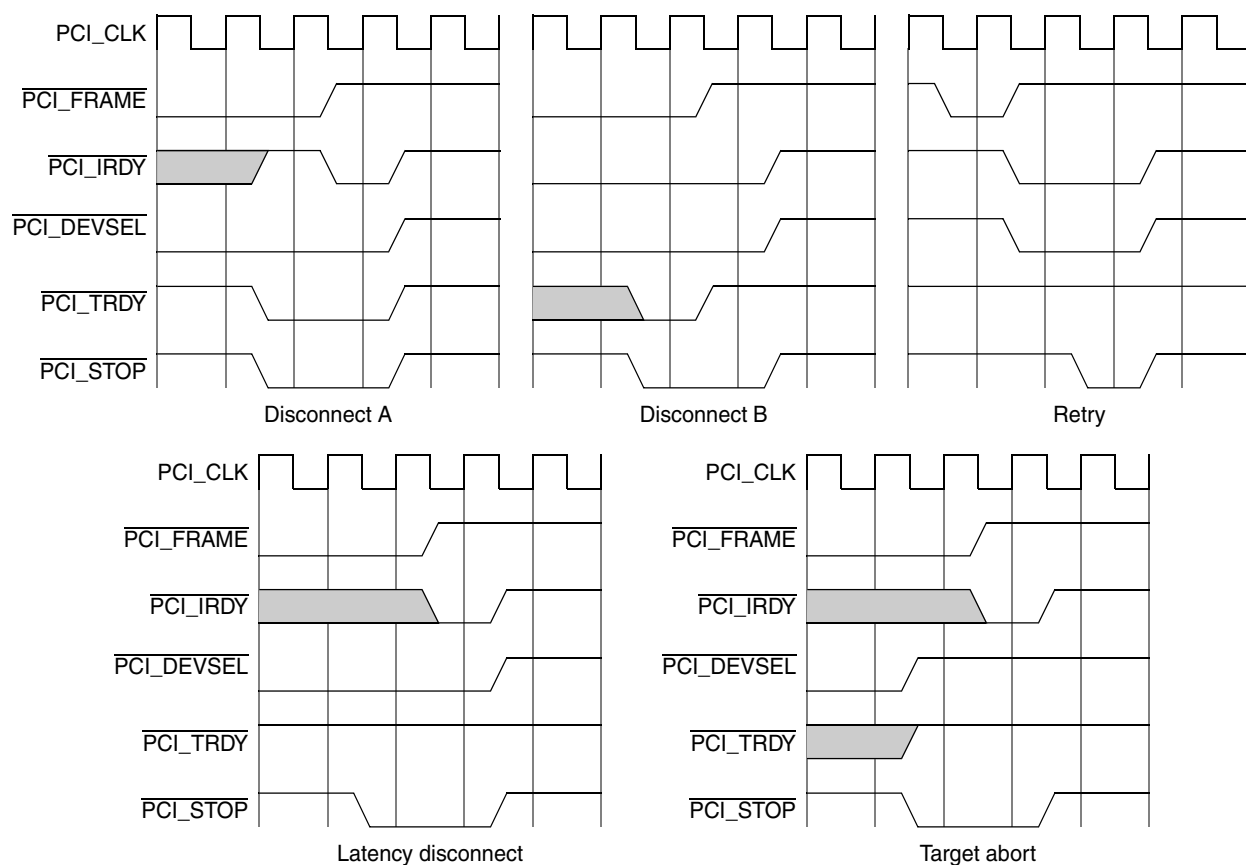 PCI_CLK
PCI_FRAME
PCI_IRDY
PCI_DEVSEL
PCI_TRDY
PCI_STOP
Disconnect A
Disconnect B
Retry
PCI_CLK
PCI_FRAME
PCI_IRDY
PCI_DEVSEL
PCI_TRDY
PCI_STOP
Latency disconnect
PCI_CLK
PCI_FRAME
PCI_IRDY
PCI_DEVSEL
PCI_TRDY
PCI_STOP
Target abort